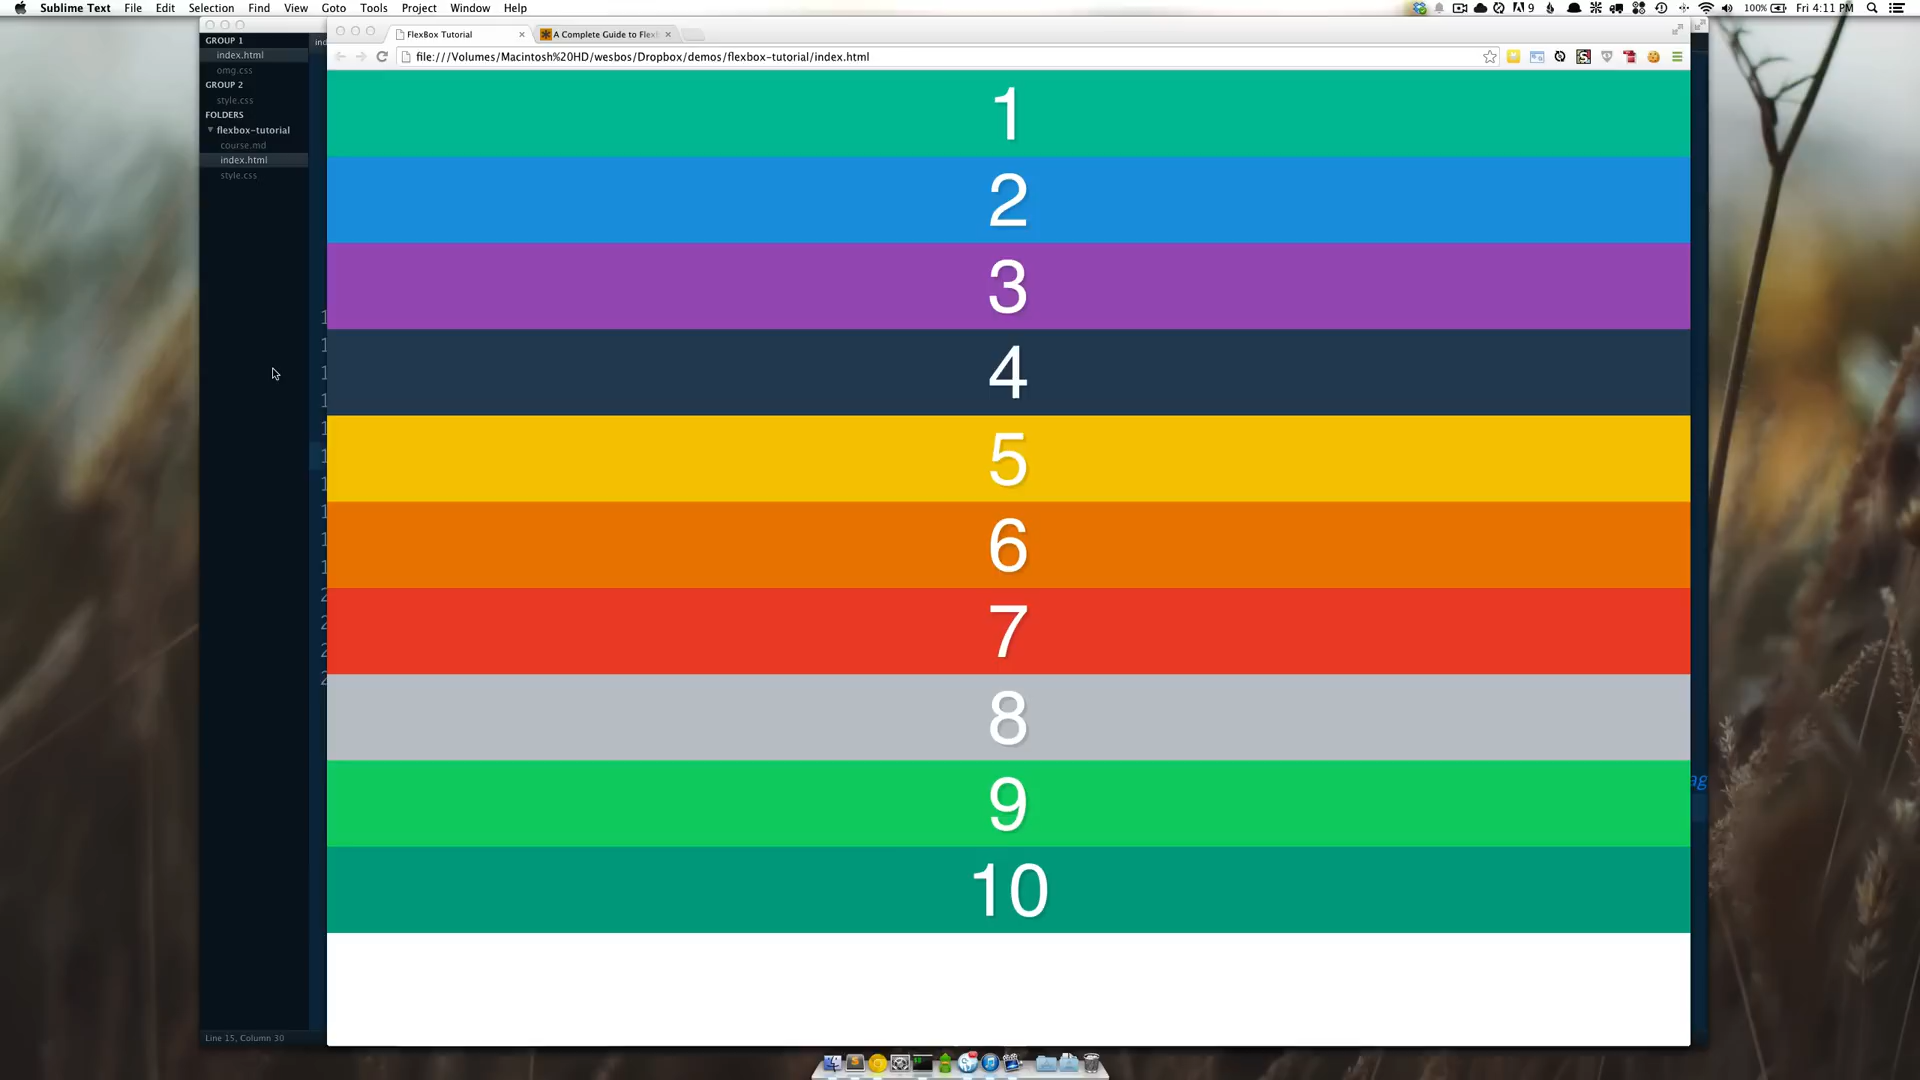 Sublime Text File Edit Selection Find View Goto Tools Project Window Help
9 100% Fri 4:11 PM
GROUP 1
index.html
omg.css
GROUP 2
style.css
FOLDERS
flexbox-tutorial
course.md
index.html
style.css
Line 15, Column 30
FlexBox Tutorial
A Complete Guide to Flex
file:///Volumes/Macintosh%20HD/wesbos/Dropbox/demos/flexbox-tutorial/index.html
1
2
3
4
5
6
7
8
9
10
ag